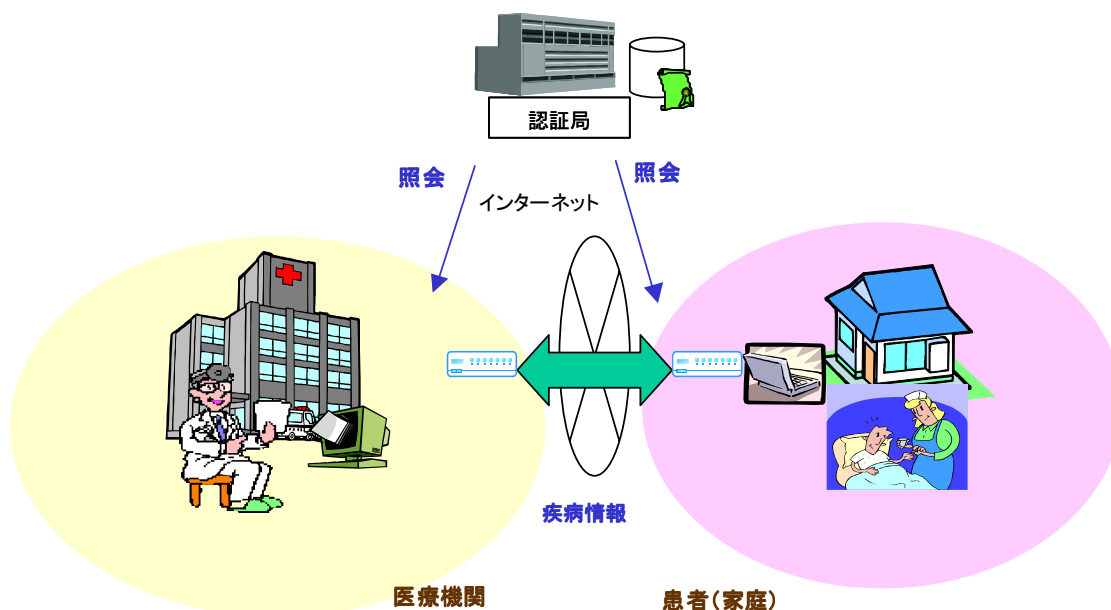 認証局
照会
照会
インターネット
疾病情報
医療機関
患者(家庭)